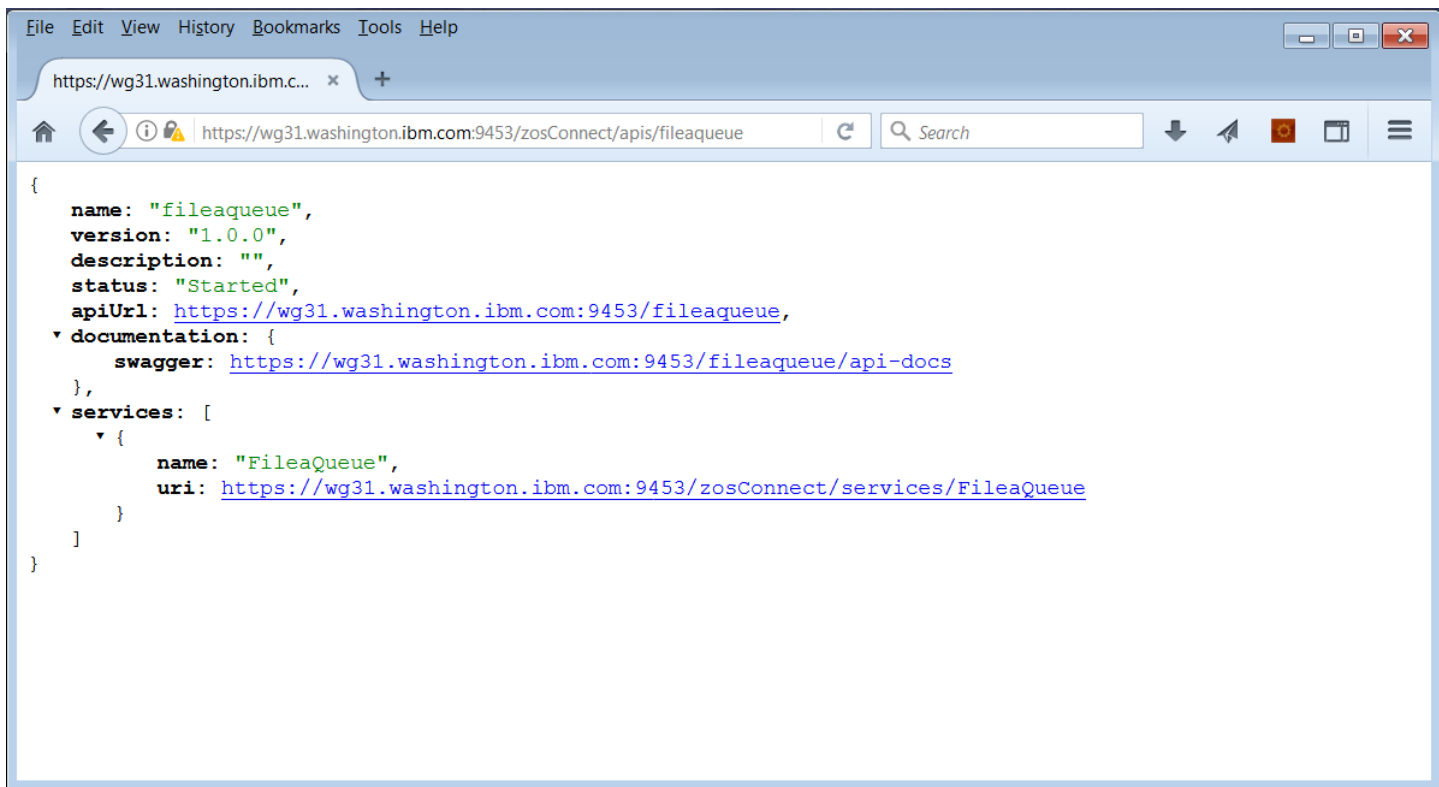 File Edit View History Bookmarks Tools Help
https://wg31.washington.ibm.c... × +
https://wg31.washington.ibm.com:9453/zosConnect/apis/fileaqueue Search
{
name: "fileaqueue",
version: "1.0.0",
description: "",
status: "Started",
apiUrl: https://wg31.washington.ibm.com:9453/fileaqueue,
documentation: {
swagger: https://wg31.washington.ibm.com:9453/fileaqueue/api-docs
},
services: [
{
name: "FileaQueue",
uri: https://wg31.washington.ibm.com:9453/zosConnect/services/FileaQueue
}
]
}